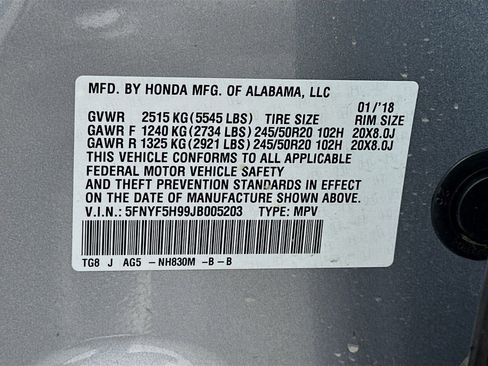 MFD. BY HONDA MFG. OF ALABAMA, LLC
01/'18
GVWR 2515 KG (5545 LBS) TIRE SIZE RIM SIZE
GAWR F 1240 KG (2734 LBS) 245/50R20 102H 20X8.0J
GAWR R 1325 KG (2921 LBS) 245/50R20 102H 20X8.0J
THIS VEHICLE CONFORMS TO ALL APPLICABLE
FEDERAL MOTOR VEHICLE SAFETY
AND THEFT PREVENTION STANDARDS IN EFFECT
ON THE DATE OF MANUFACTURE SHOWN ABOVE.
V.I.N.: 5FNYF5H99JB005203 TYPE: MPV
TG8 J AG5 -NH830M -B-B